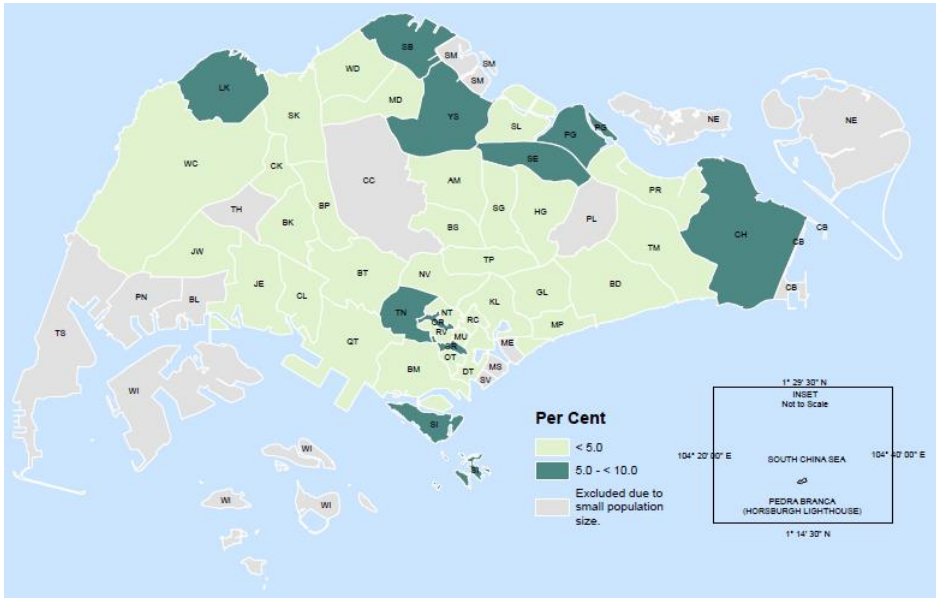 SB
SM
SM
SM
WD
LK
MD
YS
SK
SL
PG
PG
NE
NE
WC
CK
CC
AM
SE
PR
TH
BP
BK
SG
HG
PL
BS
TM
CH
CB
CB
JW
TP
BT
NV
BD
CB
PN
BL
JE
CL
KL
GL
TN
NT
OR
RC
RV
MU
MP
TS
QT
SR
ME
OT
BM
DT
MS
SV
WI
SI
WI
WI
WI
Per Cent
< 5.0
5.0 - < 10.0
Excluded due to
small population
size.
1° 29' 30" N
INSET
Not to Scale
104° 20' 00" E
SOUTH CHINA SEA
104° 40' 00" E
PEDRA BRANCA
(HORSBURGH LIGHTHOUSE)
1° 14' 30" N